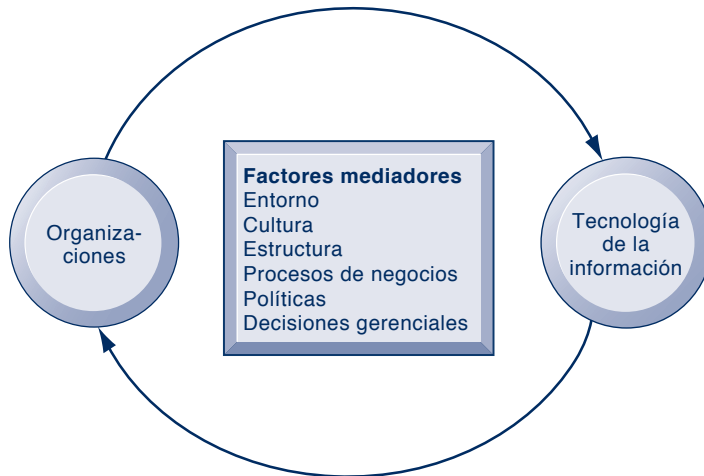 Organiza-
ciones
Factores mediadores
Entorno
Cultura
Estructura
Procesos de negocios
Políticas
Decisiones gerenciales
Tecnología
de la
información